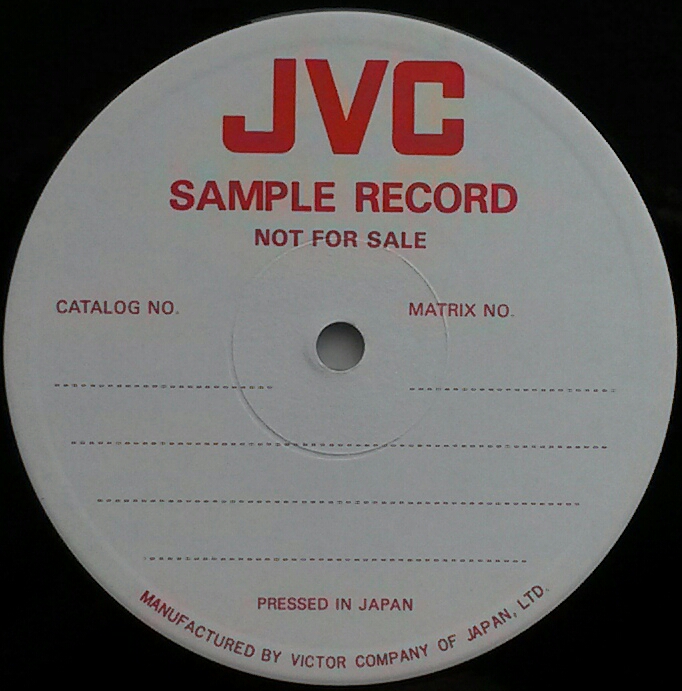 JVC
SAMPLE RECORD
NOT FOR SALE
CATALOG NO. MATRIX NO.
PRESSED IN JAPAN
MANUFACTURED BY VICTOR COMPANY OF JAPAN, LTD.